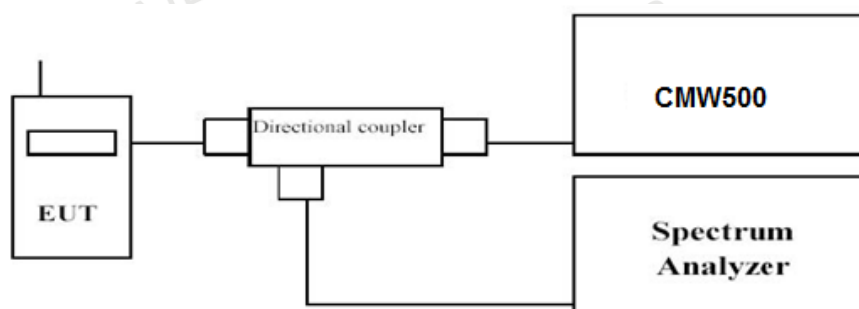 EUT
Directional coupler
CMW500
Spectrum
Analyzer